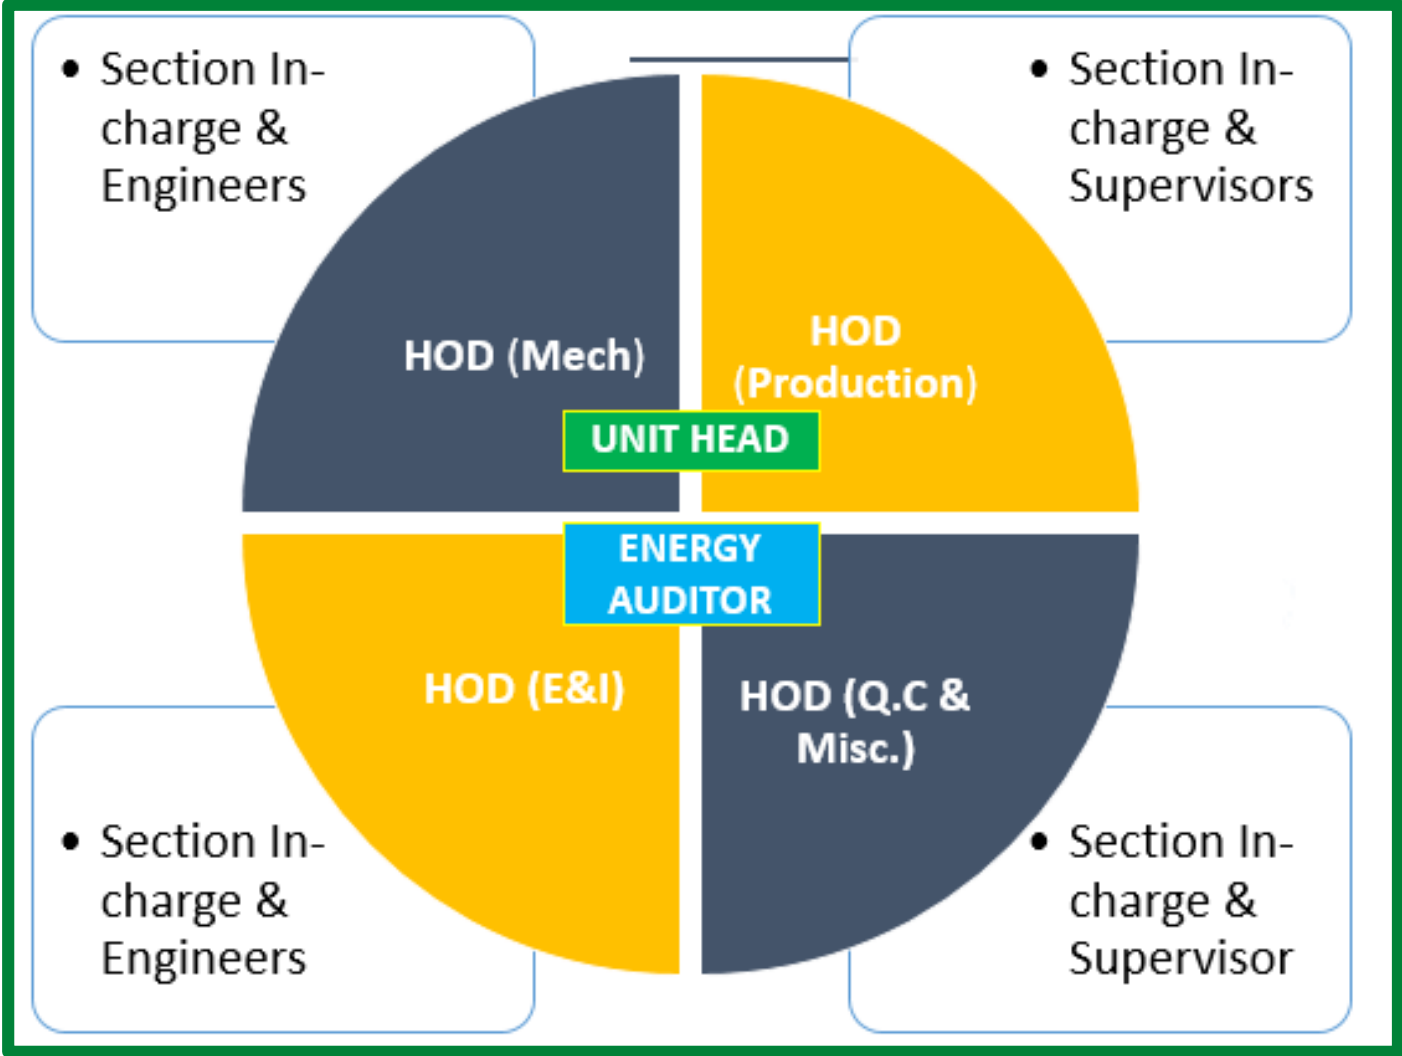 • Section In-
charge &
Engineers
• Section In-
charge &
Supervisors
HOD (Mech)
HOD
(Production)
UNIT HEAD
ENERGY
AUDITOR
HOD (E&I)
HOD (Q.C &
Misc.)
• Section In-
charge &
Engineers
• Section In-
charge &
Supervisor